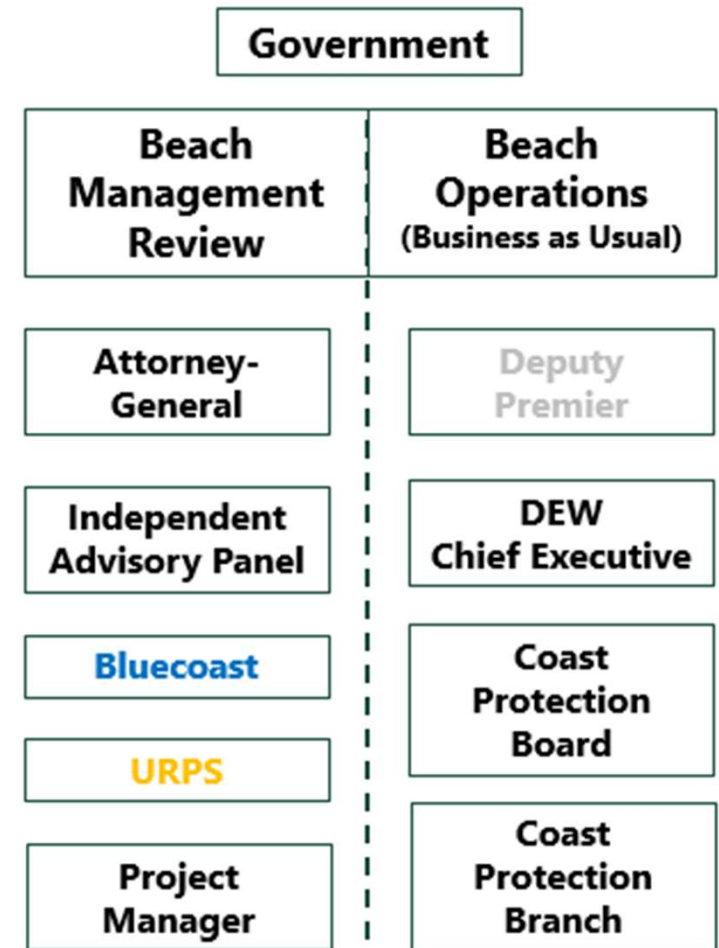 Government
Beach
Management
Review
Beach
Operations
(Business as Usual)
Attorney-
General
Deputy
Premier
Independent
Advisory Panel
DEW
Chief Executive
Bluecoast
Coast
Protection
Board
URPS
Project
Manager
Coast
Protection
Branch